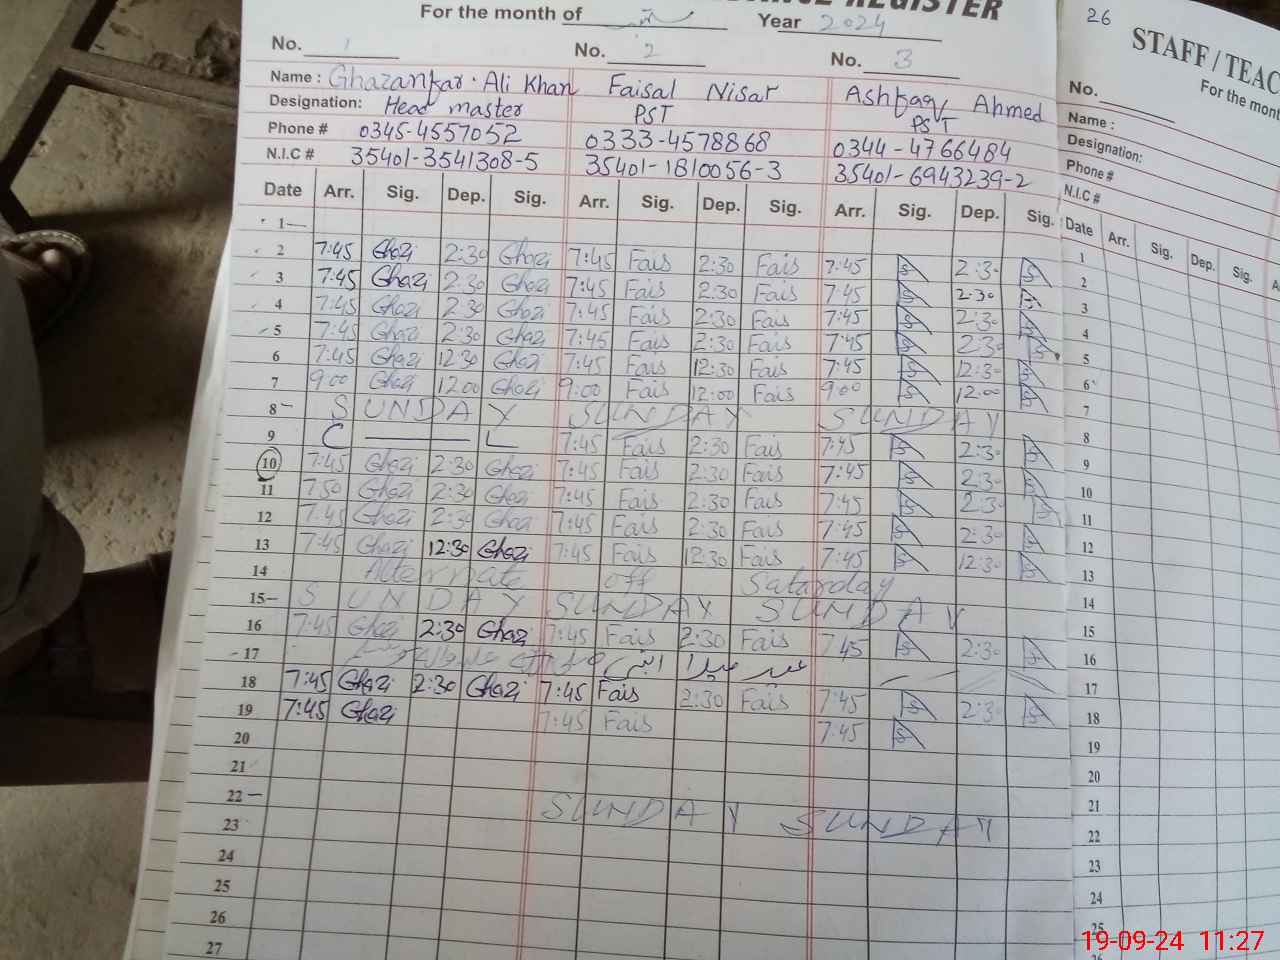 ANCE REGISTER
For the month of Year 2024
No. 1 No. 2 No. 3
Name : Ghazanfar Ali Khan Faisal Nisar Ashfaq Ahmed
Designation: Head master PST PST
Phone # 0345-4557052 0333-4578868 0344-4766484
N.I.C # 35401-3541308-5 35401-1810056-3 35401-6943239-2
Date Arr. Sig. Dep. Sig. Arr. Sig. Dep. Sig. Arr. Sig. Dep. Sig.
1
2 7:45 Ghazi 2:30 Ghazi 7:45 Fais 2:30 Fais 7:45 2:30
3 7:45 Ghazi 2:30 Ghazi 7:45 Fais 2:30 Fais 7:45 2:30
4 7:45 Ghazi 2:30 Ghazi 7:45 Fais 2:30 Fais 7:45 2:30
5 7:45 Ghazi 2:30 Ghazi 7:45 Fais 2:30 Fais 7:45 2:30
6 7:45 Ghazi 12:30 Ghazi 7:45 Fais 12:30 Fais 7:45 12:30
7 9:00 Ghazi 12:00 Ghazi 9:00 Fais 12:00 Fais 9:00 12:00
8 SUNDAY SUNDAY SUNDAY
9 C L 7:45 Fais 2:30 Fais 7:45 2:30
10 7:45 Ghazi 2:30 Ghazi 7:45 Fais 2:30 Fais 7:45 2:30
11 7:50 Ghazi 2:30 Ghazi 7:45 Fais 2:30 Fais 7:45 2:30
12 7:45 Ghazi 2:30 Ghazi 7:45 Fais 2:30 Fais 7:45 2:30
13 7:45 Ghazi 12:30 Ghazi 7:45 Fais 12:30 Fais 7:45 12:30
14 Alternate off Saturday
15 SUNDAY SUNDAY SUNDAY
16 7:45 Ghazi 2:30 Ghazi 7:45 Fais 2:30 Fais 7:45 2:30
17
18 7:45 Ghazi 2:30 Ghazi 7:45 Fais 2:30 Fais 7:45 2:30
19 7:45 Ghazi 7:45 Fais 7:45
20
21
22 SUNDAY SUNDAY
23
24
25
26
27
26
STAFF / TEAC
For the mont
No.
Name :
Designation:
Phone #
N.I.C #
Date Arr. Sig. Dep. Sig. A
1
2
3
4
5
6
7
8
9
10
11
12
13
14
15
16
17
18
19
20
21
22
23
24
25
19-09-24 11:27